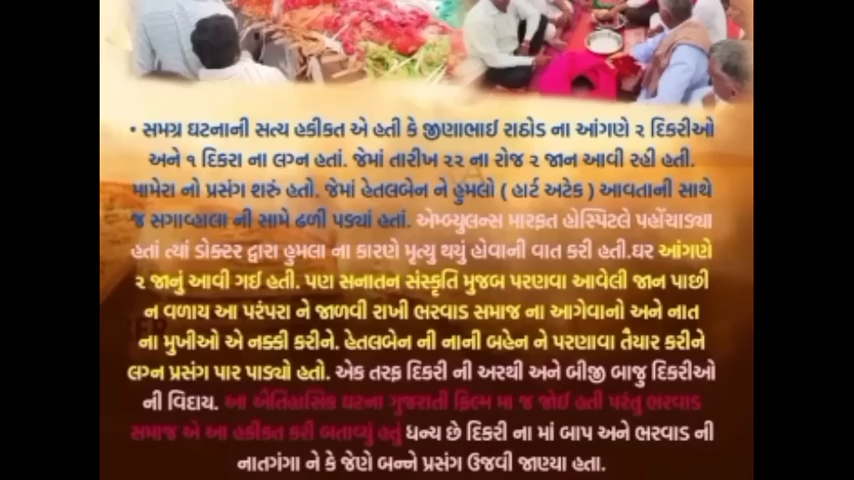 • સમગ્ર ઘટનાની સત્ય હકીકત એ હતી કે જીણાભાઈ રાઠોડ ના આંગણે ૨ દિકરીઓ
અને ૧ દિકરા ના લગ્ન હતાં. જેમાં તારીખ ૨૨ ના રોજ ૨ જાન આવી રહી હતી.
મામેરા નો પ્રસંગ શરું હતો. જેમાં હેતલબેન ને હુમલો ( હાર્ટ અટેક ) આવતાની સાથે
જ સગાવ્હાલા ની સામે ઢળી પડ્યાં હતાં. એમ્બ્યુલન્સ મારફત હોસ્પિટલે પહોંચાડ્યા
હતાં ત્યાં ડોક્ટર દ્વારા હુમલા ના કારણે મૃત્યુ થયું હોવાની વાત કરી હતી.ઘર આંગણે
૨ જાનું આવી ગઈ હતી. પણ સનાતન સંસ્કૃતિ મુજબ પરણવા આવેલી જાન પાછી
ન વળાય આ પરંપરા ને જાળવી રાખી ભરવાડ સમાજ ના આગેવાનો અને નાત
ના મુખીઓ એ નક્કી કરીને. હેતલબેન ની નાની બહેન ને પરણાવા તૈયાર કરીને
લગ્ન પ્રસંગ પાર પાડ્યો હતો. એક તરફ દિકરી ની અરથી અને બીજી બાજુ દિકરીઓ
ની વિદાય. આ ઐતિહાસિક ઘટના ગુજરાતી ફિલ્મ મા જ જોઈ હતી પરંતુ ભરવાડ
સમાજ એ આ હકીકત કરી બતાવ્યું હતું ધન્ય છે દિકરી ના માં બાપ અને ભરવાડ ની
નાતગંગા ને કે જેણે બન્ને પ્રસંગ ઉજવી જાણ્યા હતા.